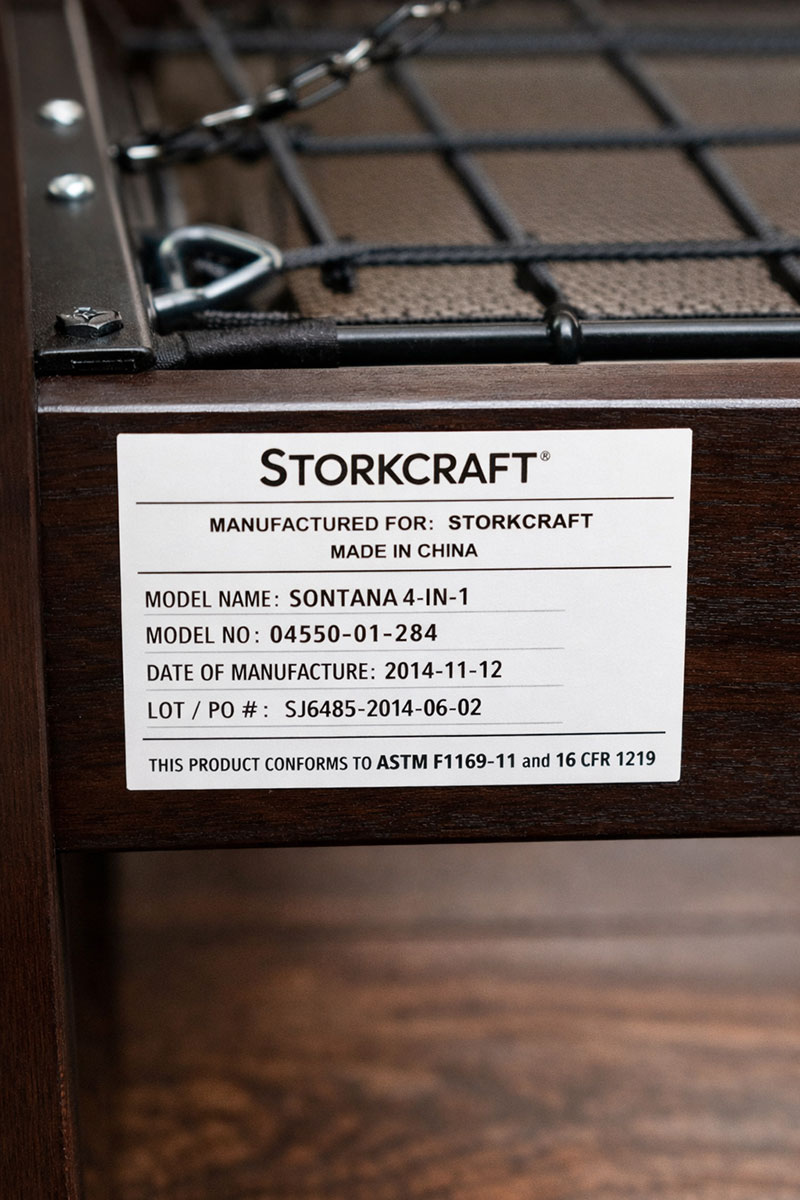 STORKCRAFT®
MANUFACTURED FOR: STORKCRAFT
MADE IN CHINA
MODEL NAME: SONTANA 4-IN-1
MODEL NO: 04550-01-284
DATE OF MANUFACTURE: 2014-11-12
LOT / PO #: SJ6485-2014-06-02
THIS PRODUCT CONFORMS TO ASTM F1169-11 and 16 CFR 1219